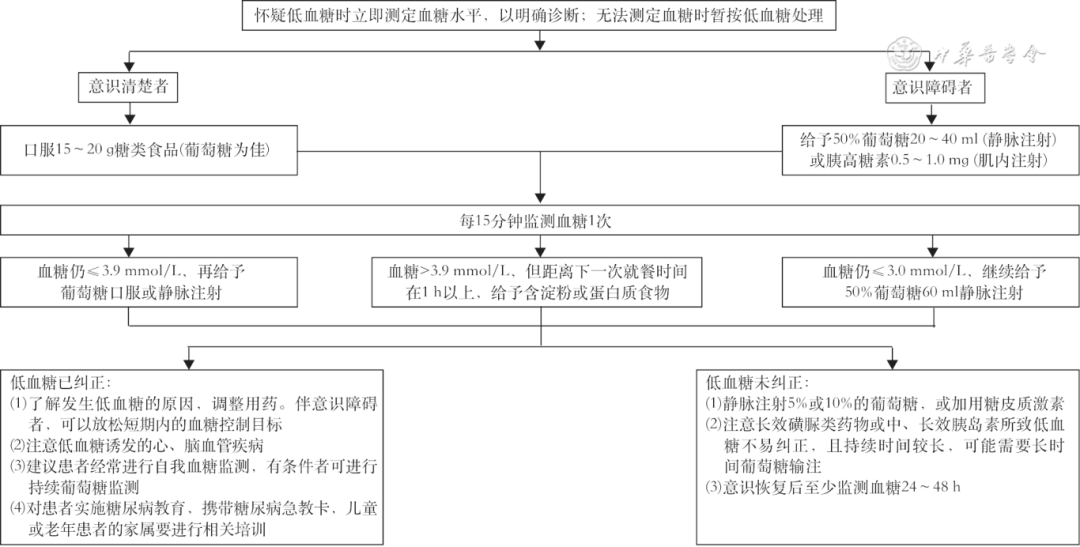 怀疑低血糖时立即测定血糖水平，以明确诊断；无法测定血糖时暂按低血糖处理
中华医学会
意识清楚者
意识障碍者
口服15～20 g糖类食品(葡萄糖为佳)
给予50%葡萄糖20～40 ml (静脉注射)
或胰高糖素0.5～1.0 mg (肌内注射)
每15分钟监测血糖1次
血糖仍≤3.9 mmol/L，再给予
葡萄糖口服或静脉注射
血糖>3.9 mmol/L，但距离下一次就餐时间
在1 h以上，给予含淀粉或蛋白质食物
血糖仍≤3.0 mmol/L，继续给予
50%葡萄糖60 ml静脉注射
低血糖已纠正：
(1)了解发生低血糖的原因，调整用药。伴意识障碍
者，可以放松短期内的血糖控制目标
(2)注意低血糖诱发的心、脑血管疾病
(3)建议患者经常进行自我血糖监测，有条件者可进行
持续葡萄糖监测
(4)对患者实施糖尿病教育，携带糖尿病急救卡，儿童
或老年患者的家属要进行相关培训
低血糖未纠正：
(1)静脉注射5%或10%的葡萄糖，或加用糖皮质激素
(2)注意长效磺脲类药物或中、长效胰岛素所致低血
糖不易纠正，且持续时间较长，可能需要长时
间葡萄糖输注
(3)意识恢复后至少监测血糖24～48 h